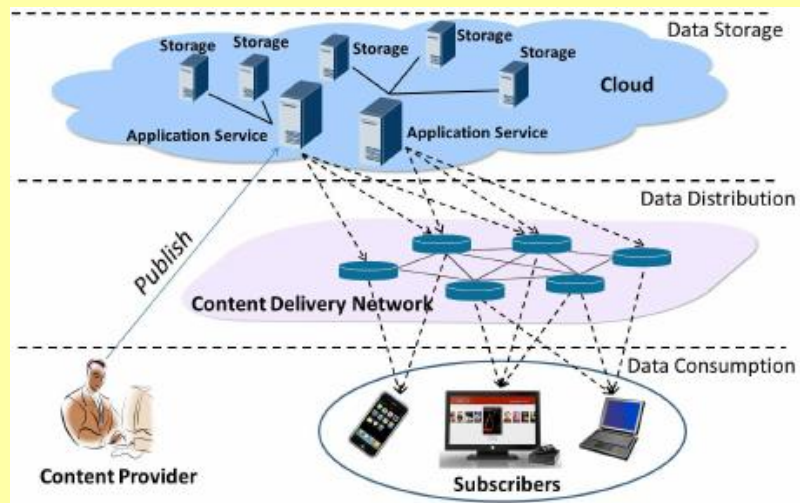 Data Storage
Storage
Storage
Storage
Storage
Storage
Cloud
Application Service
Application Service
Data Distribution
Publish
Content Delivery Network
Data Consumption
Content Provider
Subscribers